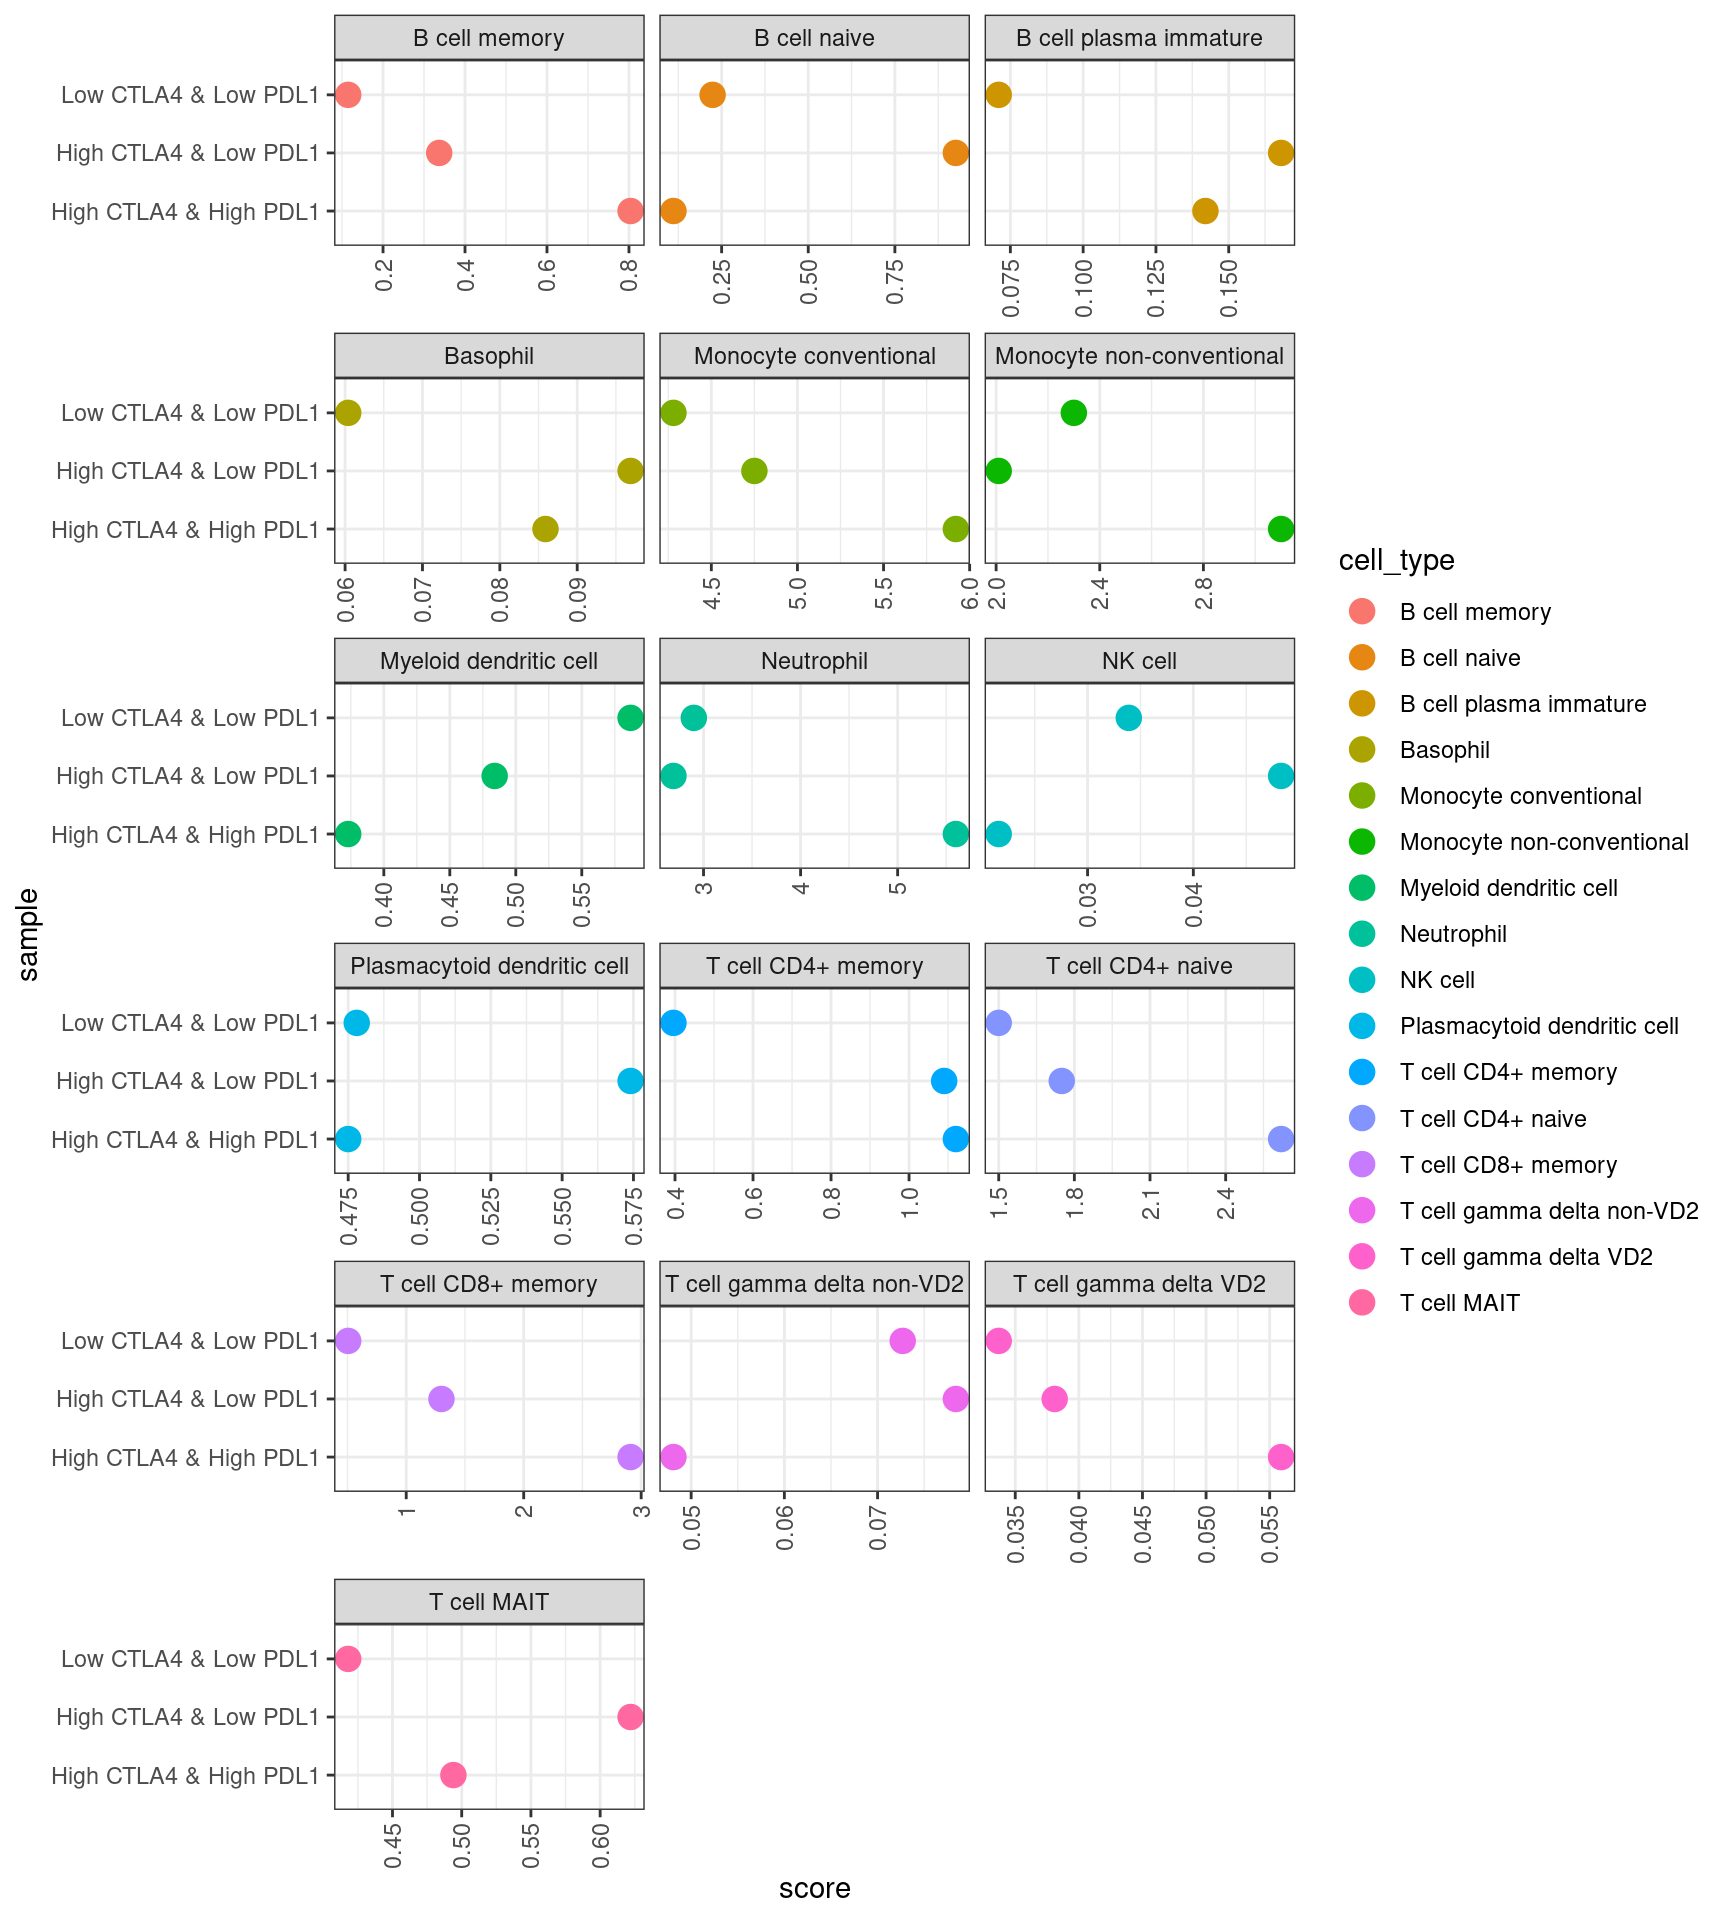 B cell memory
B cell naive
B cell plasma immature
Low CTLA4 & Low PDL1
High CTLA4 & Low PDL1
High CTLA4 & High PDL1
0.2 0.4 0.6 0.8
0.25 0.50 0.75
0.075 0.100 0.125 0.150
Basophil
Monocyte conventional
Monocyte non-conventional
Low CTLA4 & Low PDL1
High CTLA4 & Low PDL1
High CTLA4 & High PDL1
0.06 0.07 0.08 0.09
4.5 5.0 5.5 6.0
2.0 2.4 2.8
Myeloid dendritic cell
Neutrophil
NK cell
Low CTLA4 & Low PDL1
High CTLA4 & Low PDL1
High CTLA4 & High PDL1
0.40 0.45 0.50 0.55
3 4 5
0.03 0.04
Plasmacytoid dendritic cell
T cell CD4+ memory
T cell CD4+ naive
Low CTLA4 & Low PDL1
High CTLA4 & Low PDL1
High CTLA4 & High PDL1
0.475 0.500 0.525 0.550 0.575
0.4 0.6 0.8 1.0
1.5 1.8 2.1 2.4
T cell CD8+ memory
T cell gamma delta non-VD2
T cell gamma delta VD2
Low CTLA4 & Low PDL1
High CTLA4 & Low PDL1
High CTLA4 & High PDL1
1 2 3
0.05 0.06 0.07
0.035 0.040 0.045 0.050 0.055
T cell MAIT
Low CTLA4 & Low PDL1
High CTLA4 & Low PDL1
High CTLA4 & High PDL1
0.45 0.50 0.55 0.60
score
sample
cell_type
B cell memory
B cell naive
B cell plasma immature
Basophil
Monocyte conventional
Monocyte non-conventional
Myeloid dendritic cell
Neutrophil
NK cell
Plasmacytoid dendritic cell
T cell CD4+ memory
T cell CD4+ naive
T cell CD8+ memory
T cell gamma delta non-VD2
T cell gamma delta VD2
T cell MAIT